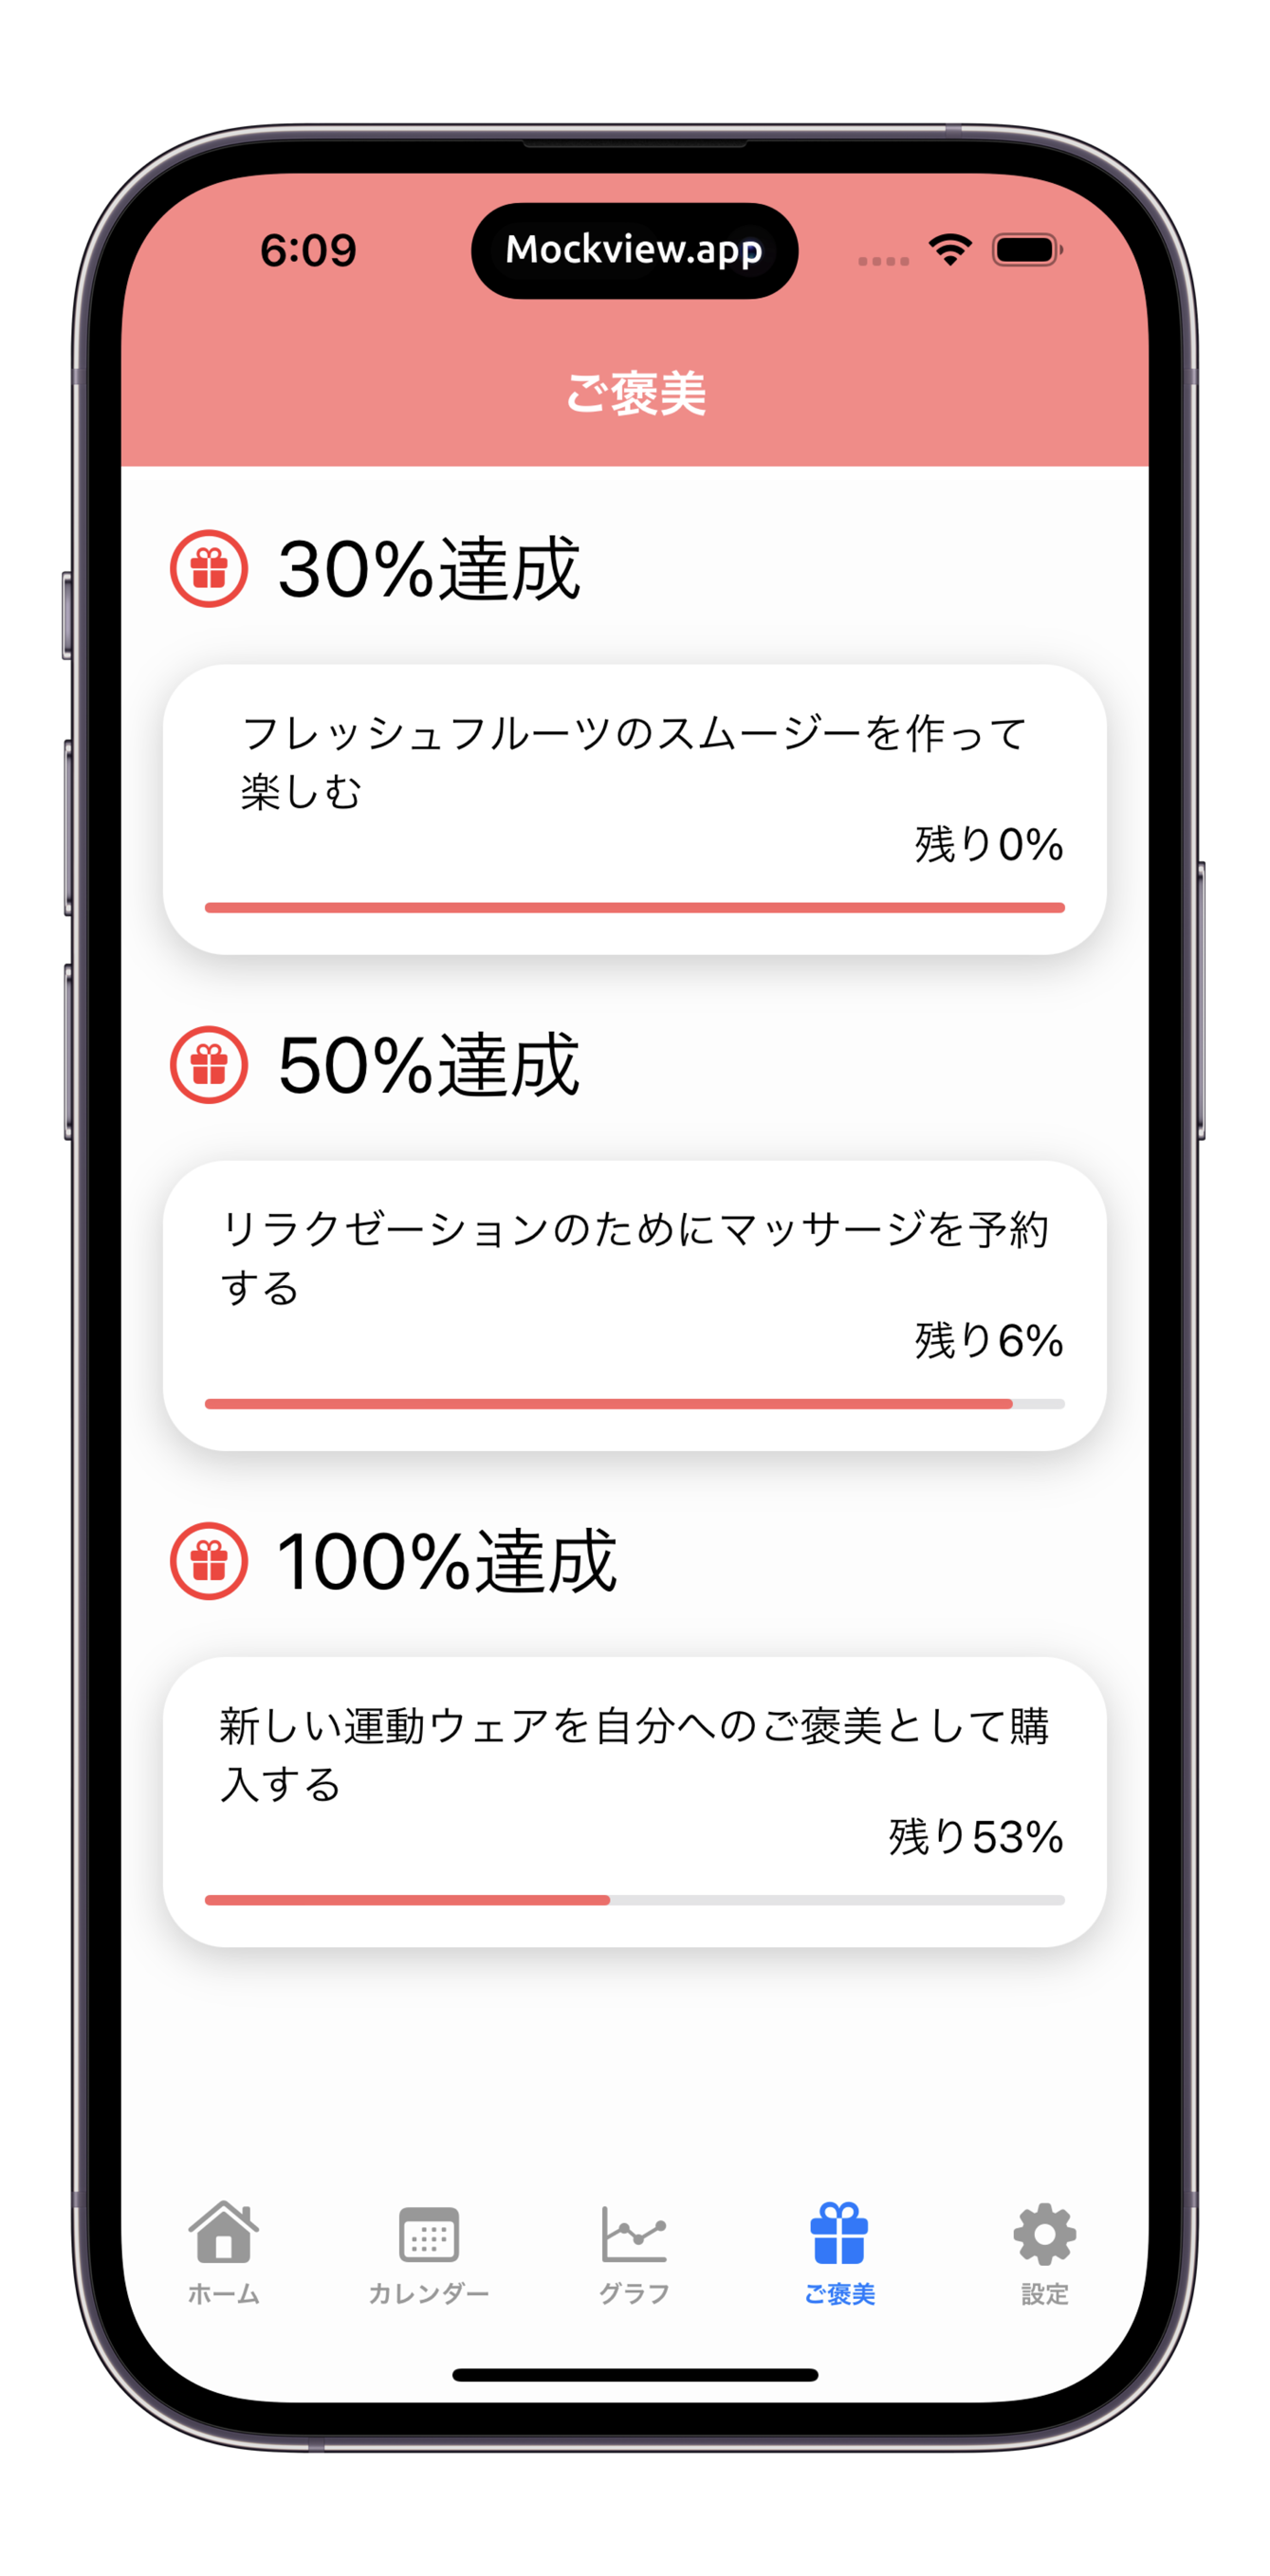 6:09
Mockview.app
ご褒美
30%達成
フレッシュフルーツのスムージーを作って
楽しむ
残り0%
50%達成
リラクゼーションのためにマッサージを予約
する
残り6%
100%達成
新しい運動ウェアを自分へのご褒美として購
入する
残り53%
ホーム
カレンダー
グラフ
ご褒美
設定